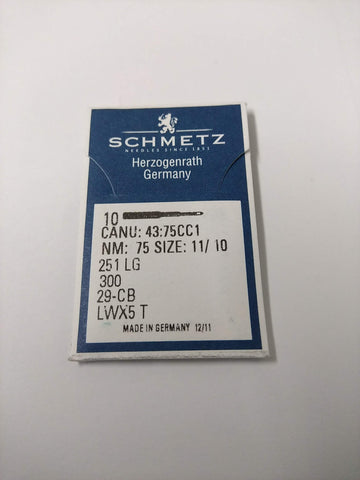 SCHMETZ
NEEDLES SINCE 1851
Herzogenrath
Germany
10
CANU: 43:75CC1
NM: 75 SIZE: 11/ 10
251 LG
300
29-CB
LWX5 T
MADE IN GERMANY 12/11